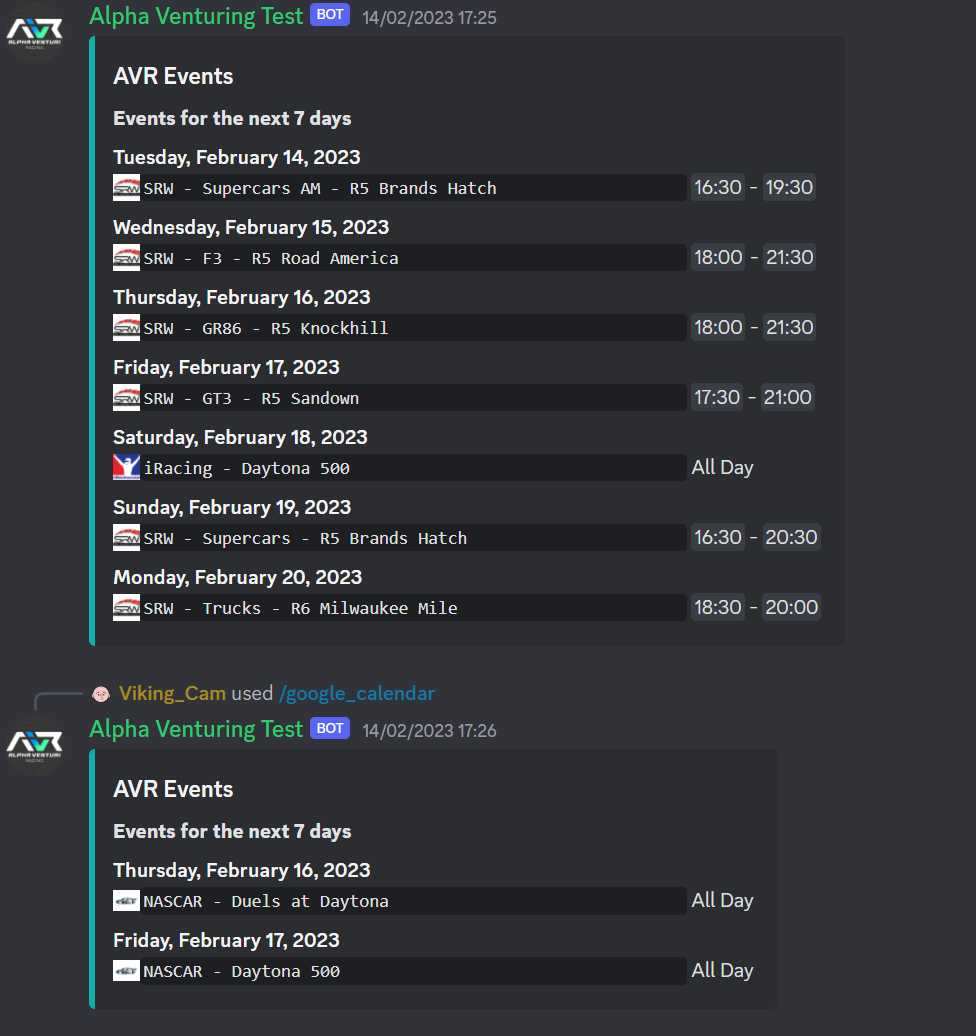 Alpha Venturing Test BOT 14/02/2023 17:25
AVR
ALPHA VENTURI
RACING
AVR Events
Events for the next 7 days
Tuesday, February 14, 2023
SRW SRW - Supercars AM - R5 Brands Hatch 16:30 - 19:30
Wednesday, February 15, 2023
SRW SRW - F3 - R5 Road America 18:00 - 21:30
Thursday, February 16, 2023
SRW SRW - GR86 - R5 Knockhill 18:00 - 21:30
Friday, February 17, 2023
SRW SRW - GT3 - R5 Sandown 17:30 - 21:00
Saturday, February 18, 2023
iRacing - Daytona 500 All Day
Sunday, February 19, 2023
SRW SRW - Supercars - R5 Brands Hatch 16:30 - 20:30
Monday, February 20, 2023
SRW SRW - Trucks - R6 Milwaukee Mile 18:30 - 20:00
Viking_Cam used /google_calendar
Alpha Venturing Test BOT 14/02/2023 17:26
AVR
ALPHA VENTURI
RACING
AVR Events
Events for the next 7 days
Thursday, February 16, 2023
NASCAR - Duels at Daytona All Day
Friday, February 17, 2023
NASCAR - Daytona 500 All Day